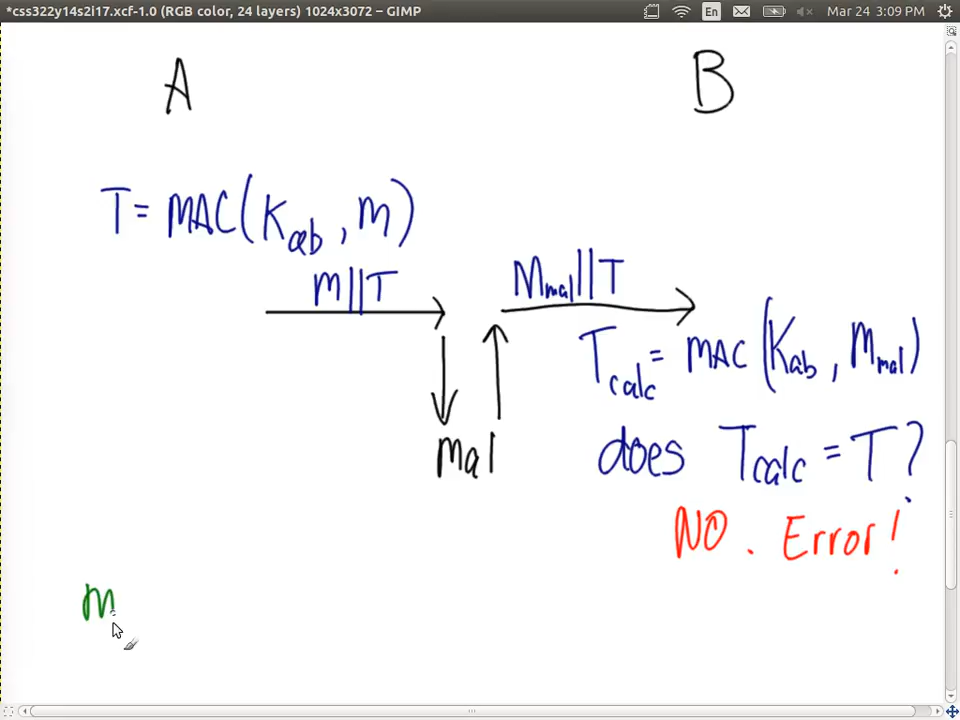 *css322y14s2i17.xcf-1.0 (RGB color, 24 layers) 1024x3072 – GIMP
En
Mar 24 3:09 PM
A
B
T = MAC(Kab, M)
M||T
Mmal||T
Tcalc = MAC(Kab, Mmal)
mal
does Tcalc = T?
NO. Error!
M